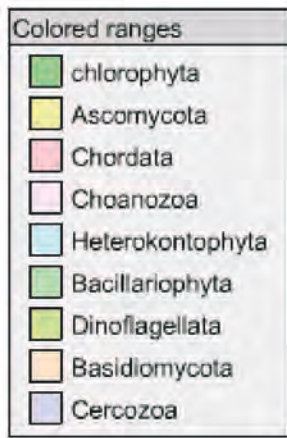 Colored ranges
chlorophyta
Ascomycota
Chordata
Choanozoa
Heterokontophyta
Bacillariophyta
Dinoflagellata
Basidiomycota
Cercozoa